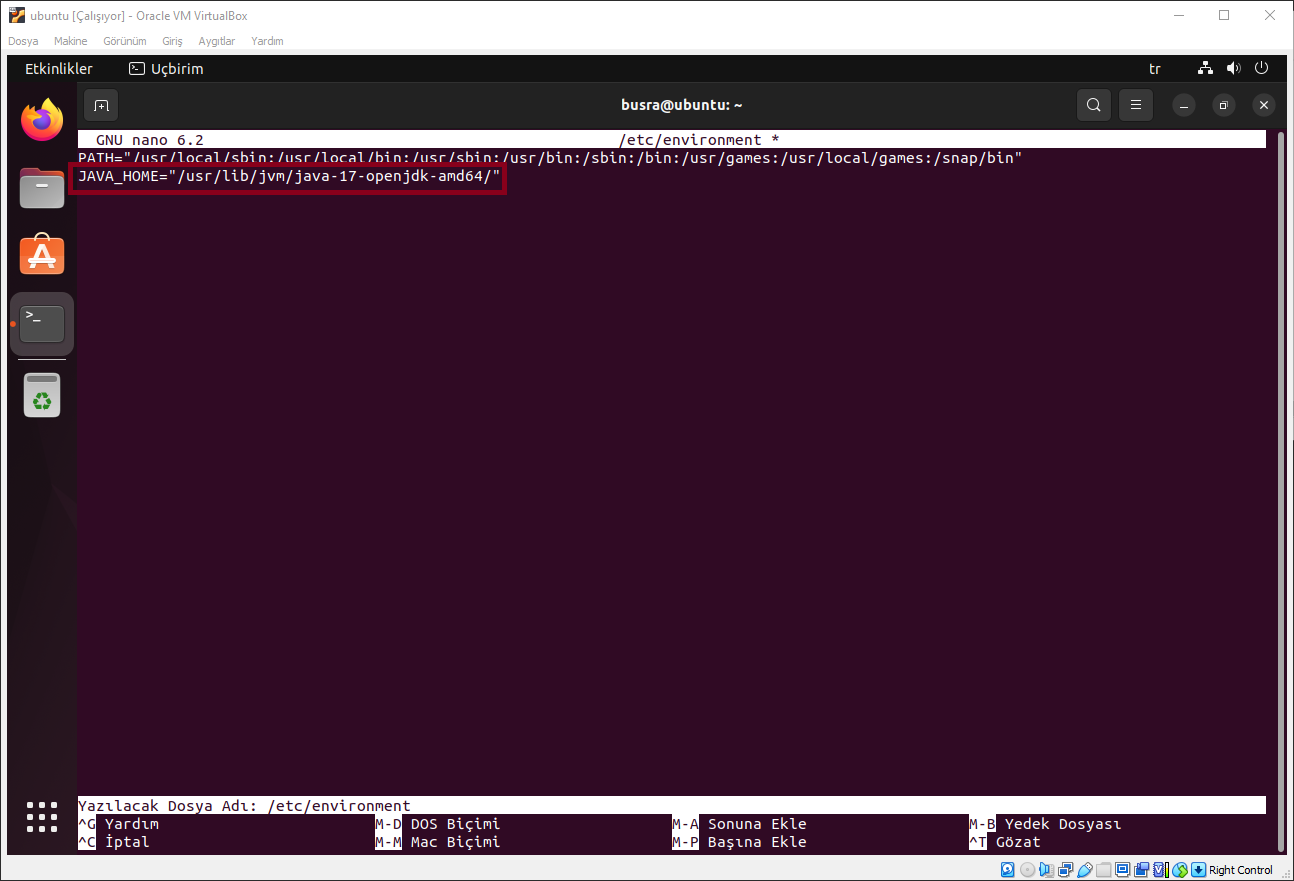 ubuntu [Çalışıyor] - Oracle VM VirtualBox
Dosya Makine Görünüm Giriş Aygıtlar Yardım
Etkinlikler Uçbirim tr
busra@ubuntu: ~
GNU nano 6.2 /etc/environment *
PATH="/usr/local/sbin:/usr/local/bin:/usr/sbin:/usr/bin:/sbin:/bin:/usr/games:/usr/local/games:/snap/bin"
JAVA_HOME="/usr/lib/jvm/java-17-openjdk-amd64/"
Yazılacak Dosya Adı: /etc/environment
^G Yardım M-D DOS Biçimi M-A Sonuna Ekle M-B Yedek Dosyası
^C İptal M-M Mac Biçimi M-P Başına Ekle ^T Gözat
Right Control